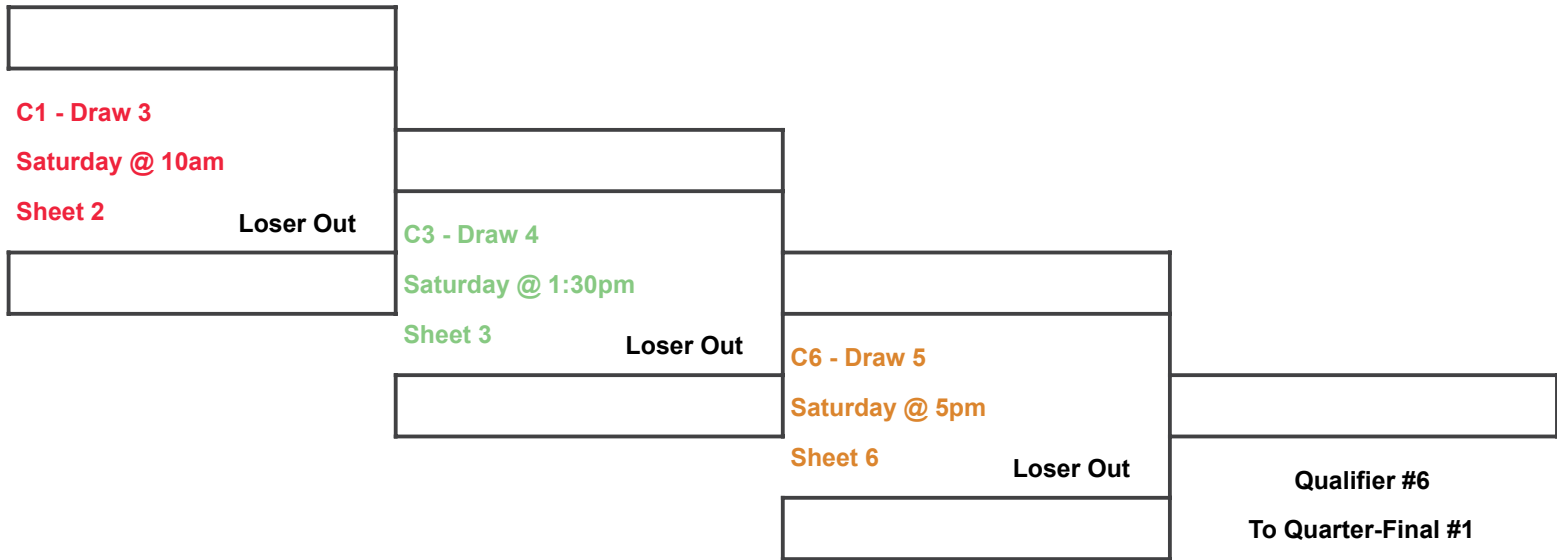 C1 - Draw 3
Saturday @ 10am
Sheet 2
Loser Out
C3 - Draw 4
Saturday @ 1:30pm
Sheet 3
Loser Out
C6 - Draw 5
Saturday @ 5pm
Sheet 6
Loser Out
Qualifier #6
To Quarter-Final #1